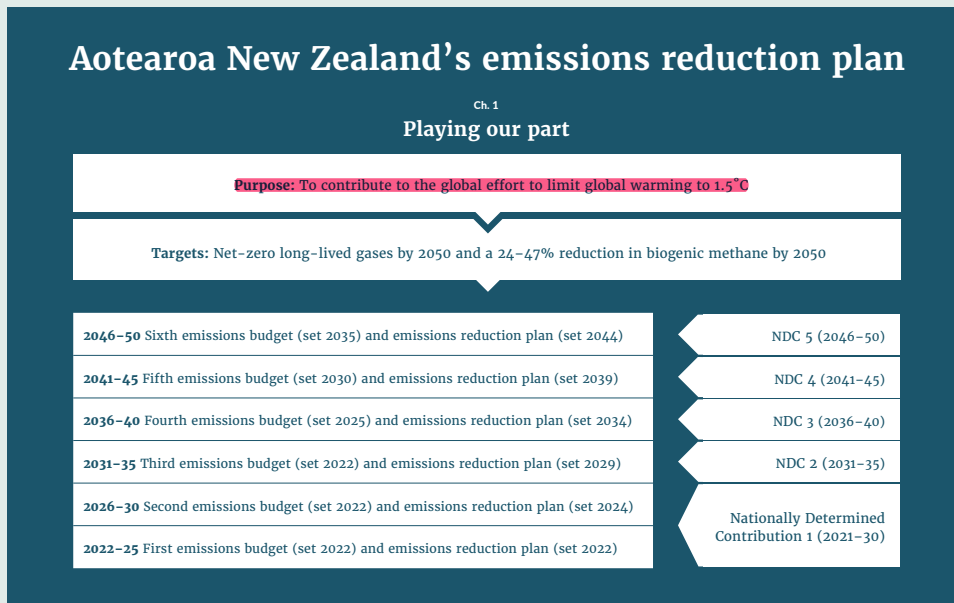 Aotearoa New Zealand’s emissions reduction plan
Ch. 1
Playing our part
Purpose: To contribute to the global effort to limit global warming to 1.5˚C
Targets: Net-zero long-lived gases by 2050 and a 24–47% reduction in biogenic methane by 2050
2046–50 Sixth emissions budget (set 2035) and emissions reduction plan (set 2044)
NDC 5 (2046–50)
2041–45 Fifth emissions budget (set 2030) and emissions reduction plan (set 2039)
NDC 4 (2041–45)
2036–40 Fourth emissions budget (set 2025) and emissions reduction plan (set 2034)
NDC 3 (2036–40)
2031–35 Third emissions budget (set 2022) and emissions reduction plan (set 2029)
NDC 2 (2031–35)
2026–30 Second emissions budget (set 2022) and emissions reduction plan (set 2024)
2022–25 First emissions budget (set 2022) and emissions reduction plan (set 2022)
Nationally Determined
Contribution 1 (2021–30)